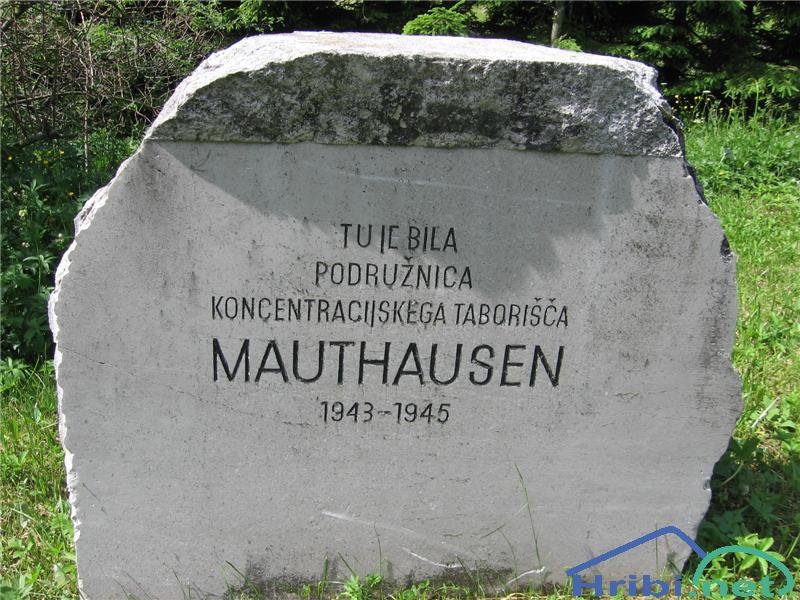 TU JE BILA
PODRUŽNICA
KONCENTRACIJSKEGA TABORIŠČA
MAUTHAUSEN
1943-1945
Hribi.net